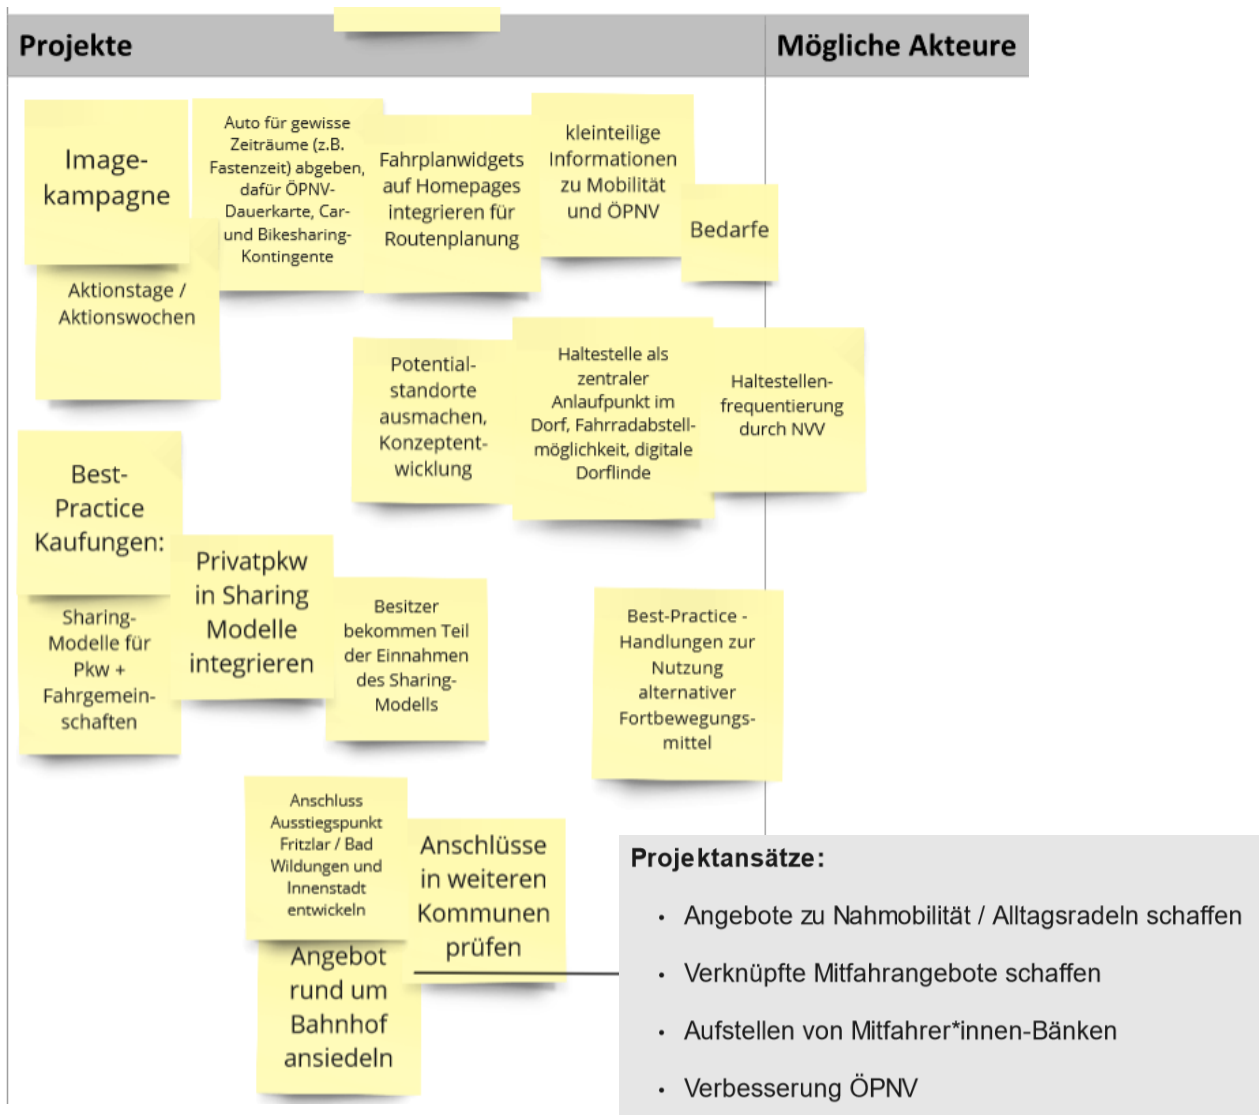 Projekte
Mögliche Akteure
Image-
kampagne
Auto für gewisse
Zeiträume (z.B.
Fastenzeit) abgeben,
dafür ÖPNV-
Dauerkarte, Car-
und Bikesharing-
Kontingente
Fahrplanwidgets
auf Homepages
integrieren für
Routenplanung
kleinteilige
Informationen
zu Mobilität
und ÖPNV
Bedarfe
Aktionstage /
Aktionswochen
Potential-
standorte
ausmachen,
Konzeptent-
wicklung
Haltestelle als
zentraler
Anlaufpunkt im
Dorf, Fahrradabstell-
möglichkeit, digitale
Dorflinde
Haltestellen-
frequentierung
durch NVV
Best-
Practice
Kaufungen:
Sharing-
Modelle für
Pkw +
Fahrgemein-
schaften
Privatpkw
in Sharing
Modelle
integrieren
Besitzer
bekommen Teil
der Einnahmen
des Sharing-
Modells
Best-Practice -
Handlungen zur
Nutzung
alternativer
Fortbewegungs-
mittel
Anschluss
Ausstiegspunkt
Fritzlar / Bad
Wildungen und
Innenstadt
entwickeln
Anschlüsse
in weiteren
Kommunen
prüfen
Angebot
rund um
Bahnhof
ansiedeln
Projektansätze:
• Angebote zu Nahmobilität / Alltagsradeln schaffen
• Verknüpfte Mitfahrangebote schaffen
• Aufstellen von Mitfahrer*innen-Bänken
• Verbesserung ÖPNV